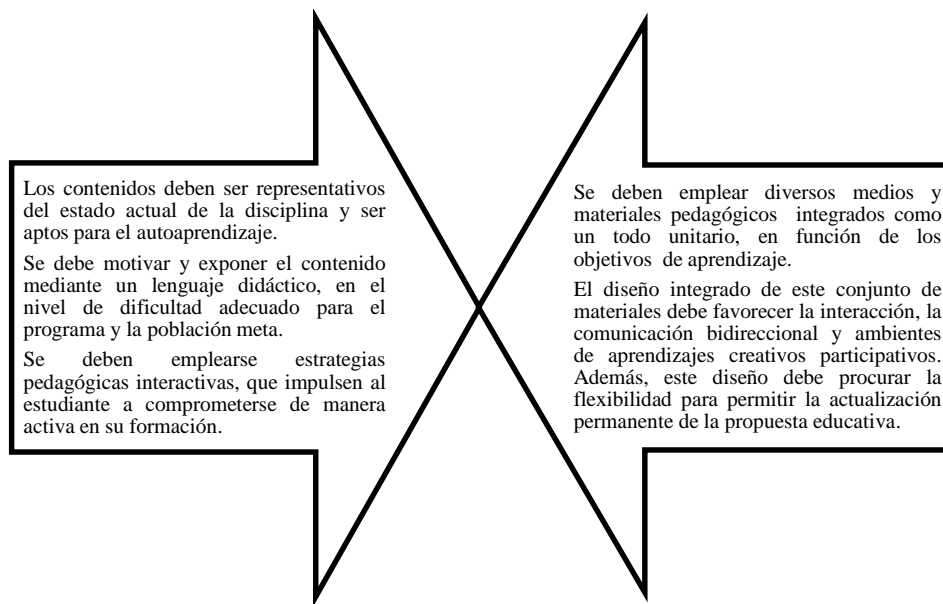 Los contenidos deben ser representativos
del estado actual de la disciplina y ser
aptos para el autoaprendizaje.
Se debe motivar y exponer el contenido
mediante un lenguaje didáctico, en el
nivel de dificultad adecuado para el
programa y la población meta.
Se deben emplearse estrategias
pedagógicas interactivas, que impulsen al
estudiante a comprometerse de manera
activa en su formación.
Se deben emplear diversos medios y
materiales pedagógicos integrados como
un todo unitario, en función de los
objetivos de aprendizaje.
El diseño integrado de este conjunto de
materiales debe favorecer la interacción, la
comunicación bidireccional y ambientes
de aprendizajes creativos participativos.
Además, este diseño debe procurar la
flexibilidad para permitir la actualización
permanente de la propuesta educativa.